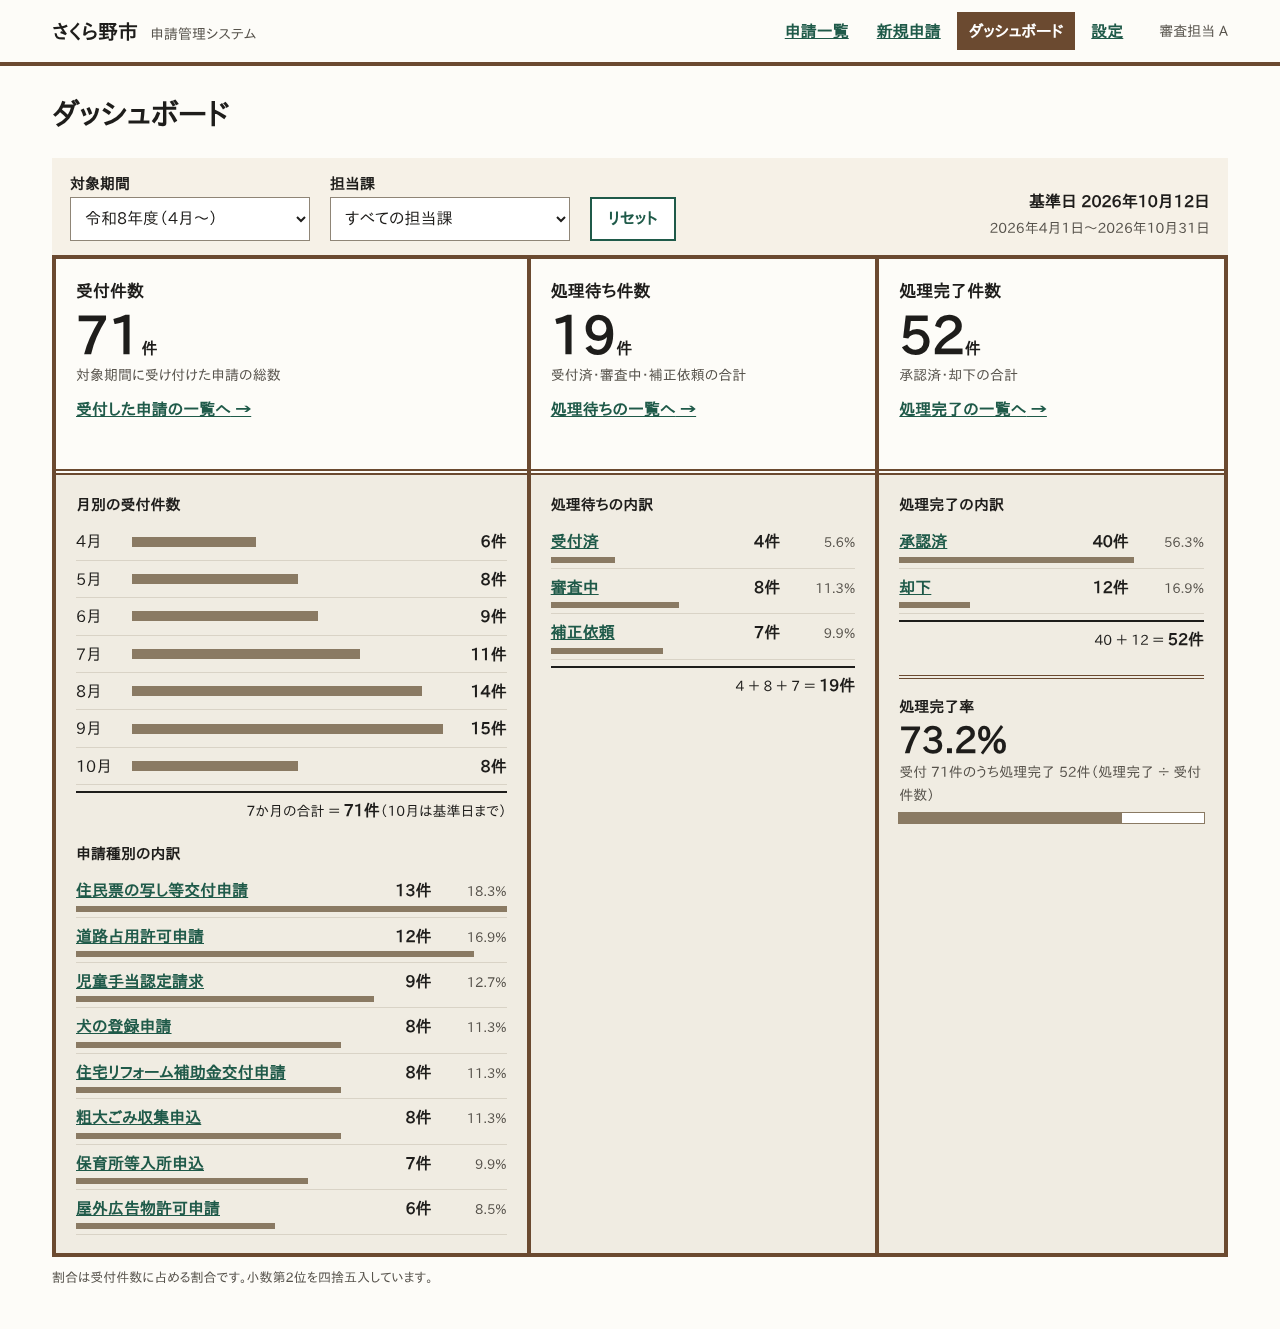 さくら野市 申請管理システム
申請一覧 新規申請 ダッシュボード 設定 審査担当 A
ダッシュボード
対象期間
令和8年度（4月〜）
担当課
すべての担当課
リセット
基準日 2026年10月12日
2026年4月1日〜2026年10月31日
受付件数
71件
対象期間に受け付けた申請の総数
受付した申請の一覧へ →
処理待ち件数
19件
受付済・審査中・補正依頼の合計
処理待ちの一覧へ →
処理完了件数
52件
承認済・却下の合計
処理完了の一覧へ →
月別の受付件数
4月 6件
5月 8件
6月 9件
7月 11件
8月 14件
9月 15件
10月 8件
7か月の合計 ＝ 71件（10月は基準日まで）
申請種別の内訳
住民票の写し等交付申請 13件 18.3%
道路占用許可申請 12件 16.9%
児童手当認定請求 9件 12.7%
犬の登録申請 8件 11.3%
住宅リフォーム補助金交付申請 8件 11.3%
粗大ごみ収集申込 8件 11.3%
保育所等入所申込 7件 9.9%
屋外広告物許可申請 6件 8.5%
処理待ちの内訳
受付済 4件 5.6%
審査中 8件 11.3%
補正依頼 7件 9.9%
4 ＋ 8 ＋ 7 ＝ 19件
処理完了の内訳
承認済 40件 56.3%
却下 12件 16.9%
40 ＋ 12 ＝ 52件
処理完了率
73.2%
受付 71件のうち処理完了 52件（処理完了 ÷ 受付
件数）
割合は受付件数に占める割合です。小数第2位を四捨五入しています。